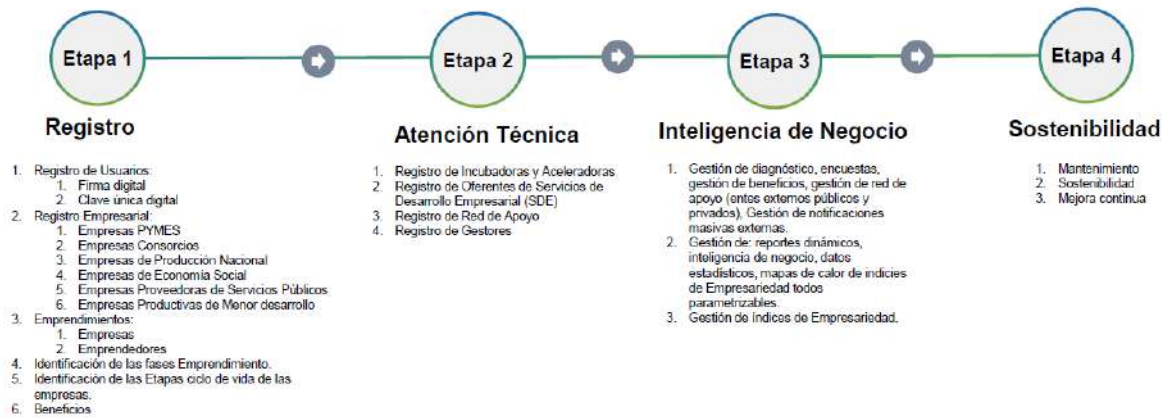 Etapa 1
Registro
1. Registro de Usuarios:
1. Firma digital
2. Clave única digital
2. Registro Empresarial:
1. Empresas PYMES
2. Empresas Consorcios
3. Empresas de Producción Nacional
4. Empresas de Economía Social
5. Empresas Proveedoras de Servicios Públicos
6. Empresas Productivas de Menor desarrollo
3. Emprendimientos:
1. Empresas
2. Emprendedores
4. Identificación de las fases Emprendimiento.
5. Identificación de las Etapas ciclo de vida de las
empresas.
6. Beneficios
Etapa 2
Atención Técnica
1. Registro de Incubadoras y Aceleradoras
2. Registro de Oferentes de Servicios de
Desarrollo Empresarial (SDE)
3. Registro de Red de Apoyo
4. Registro de Gestores
Etapa 3
Inteligencia de Negocio
1. Gestión de diagnóstico, encuestas,
gestión de beneficios, gestión de red de
apoyo (entes externos públicos y
privados), Gestión de notificaciones
masivas externas.
2. Gestión de: reportes dinámicos,
inteligencia de negocio, datos
estadísticos, mapas de calor de indicies
de Empresariedad todos
parametrizables.
3. Gestión de índices de Empresariedad.
Etapa 4
Sostenibilidad
1. Mantenimiento
2. Sostenibilidad
3. Mejora continua